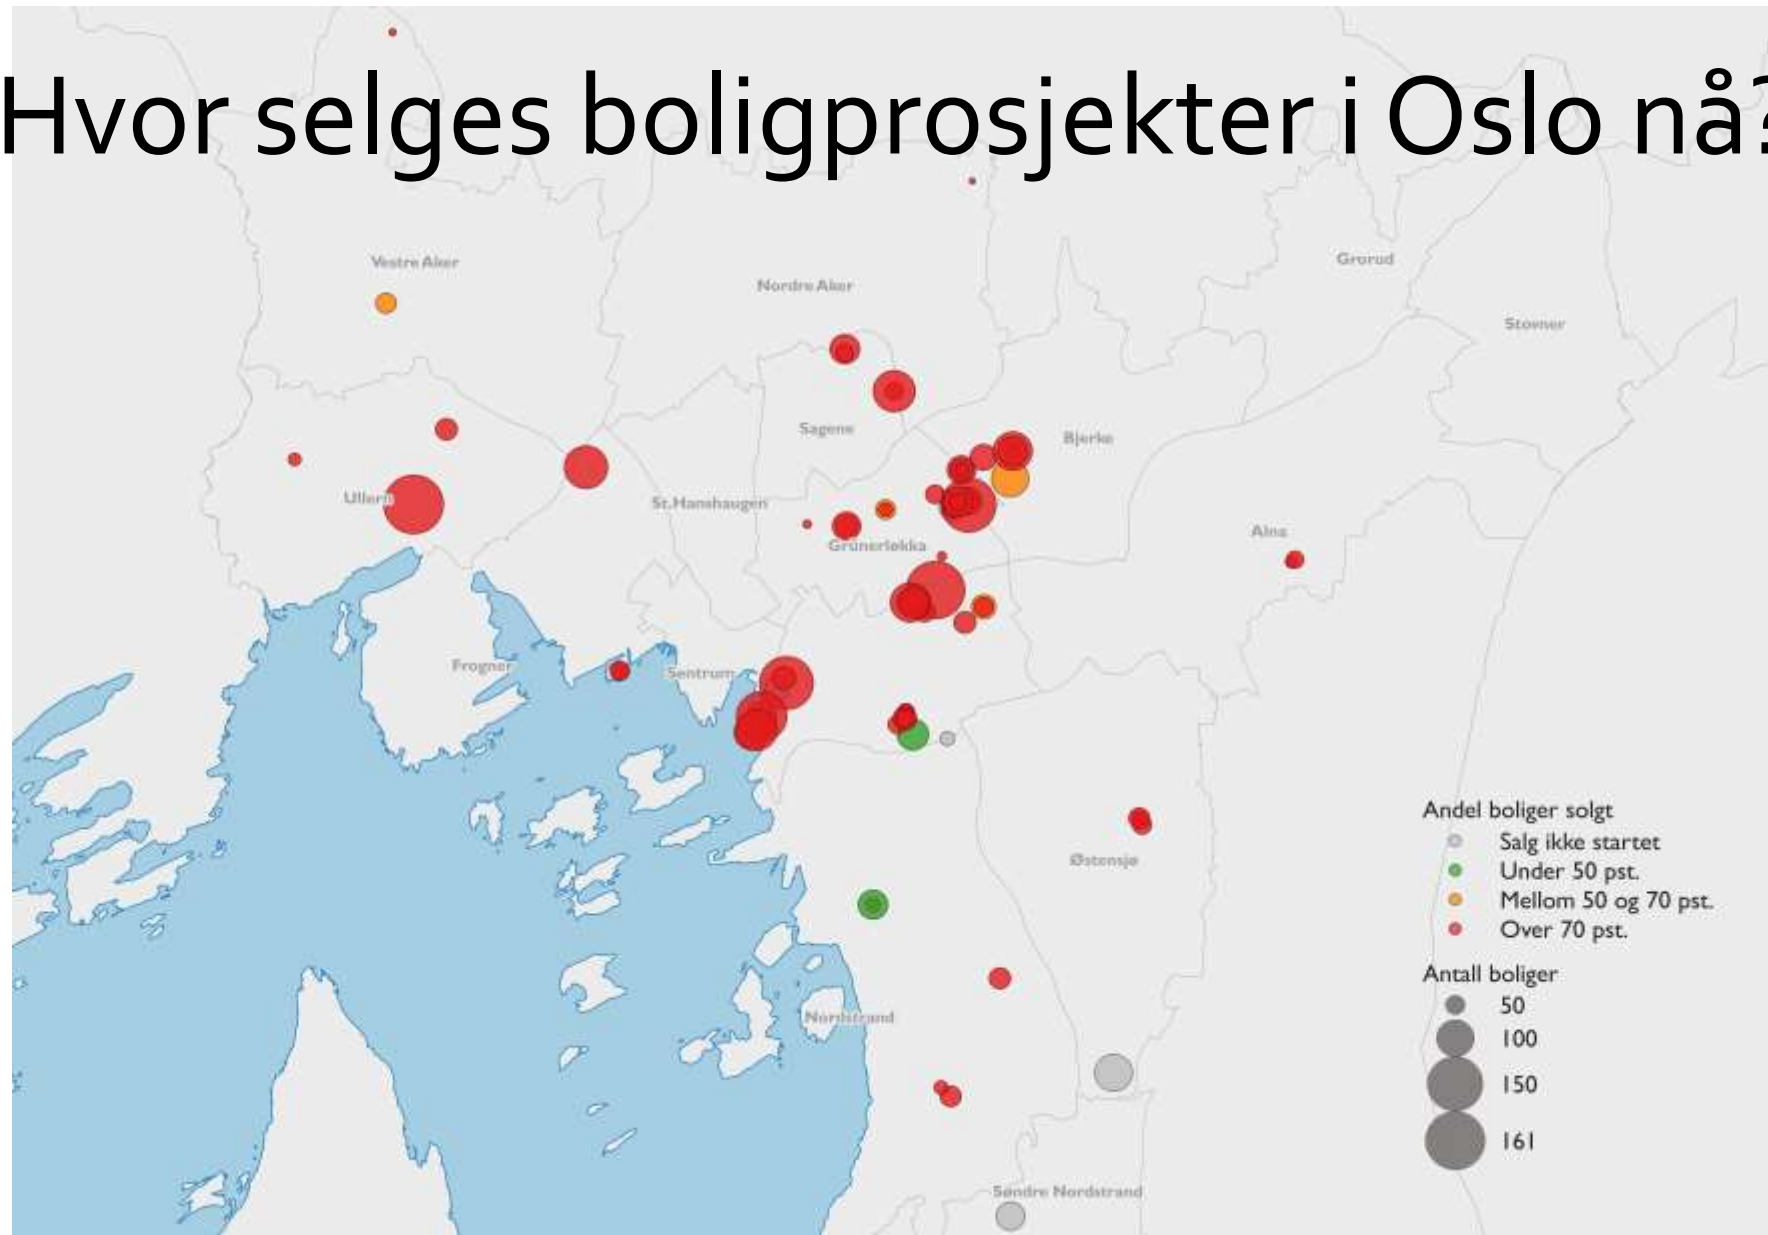 Hvor selges boligprosjekter i Oslo nå?
Vestre Aker
Nordre Aker
Grorud
Stovner
Sagene
Bjerke
Ullern
St.Hanshaugen
Grünerløkka
Alna
Frogner
Sentrum
Østensjø
Nordstrand
Søndre Nordstrand
Andel boliger solgt
Salg ikke startet
Under 50 pst.
Mellom 50 og 70 pst.
Over 70 pst.
Antall boliger
50
100
150
161